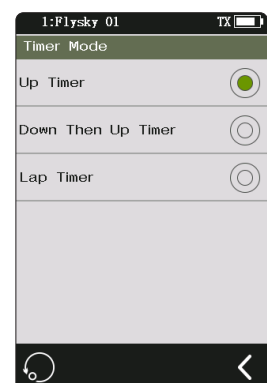 1:Flysky 01 TX
Timer Mode
Up Timer
Down Then Up Timer
Lap Timer